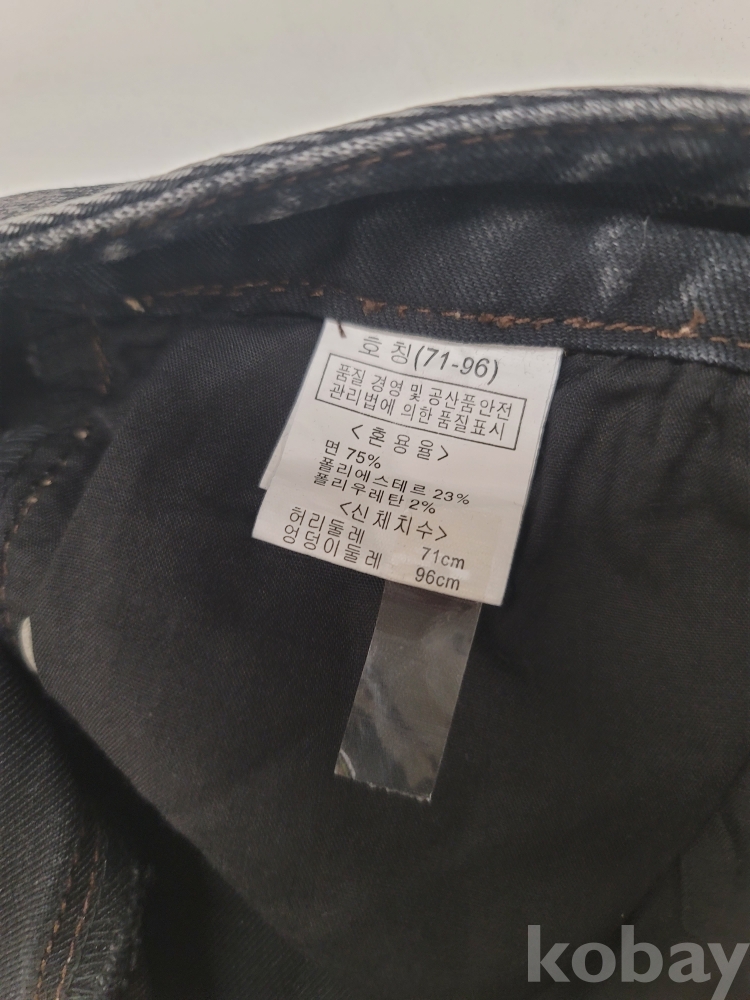 호 칭(71-96)
품질 경영 및 공산품안전
관리법에 의한 품질표시
<혼 용 율>
면 75%
폴리에스테르 23%
폴리우레탄 2%
<신체치수>
허리둘레 71cm
엉덩이둘레 96cm
kobay